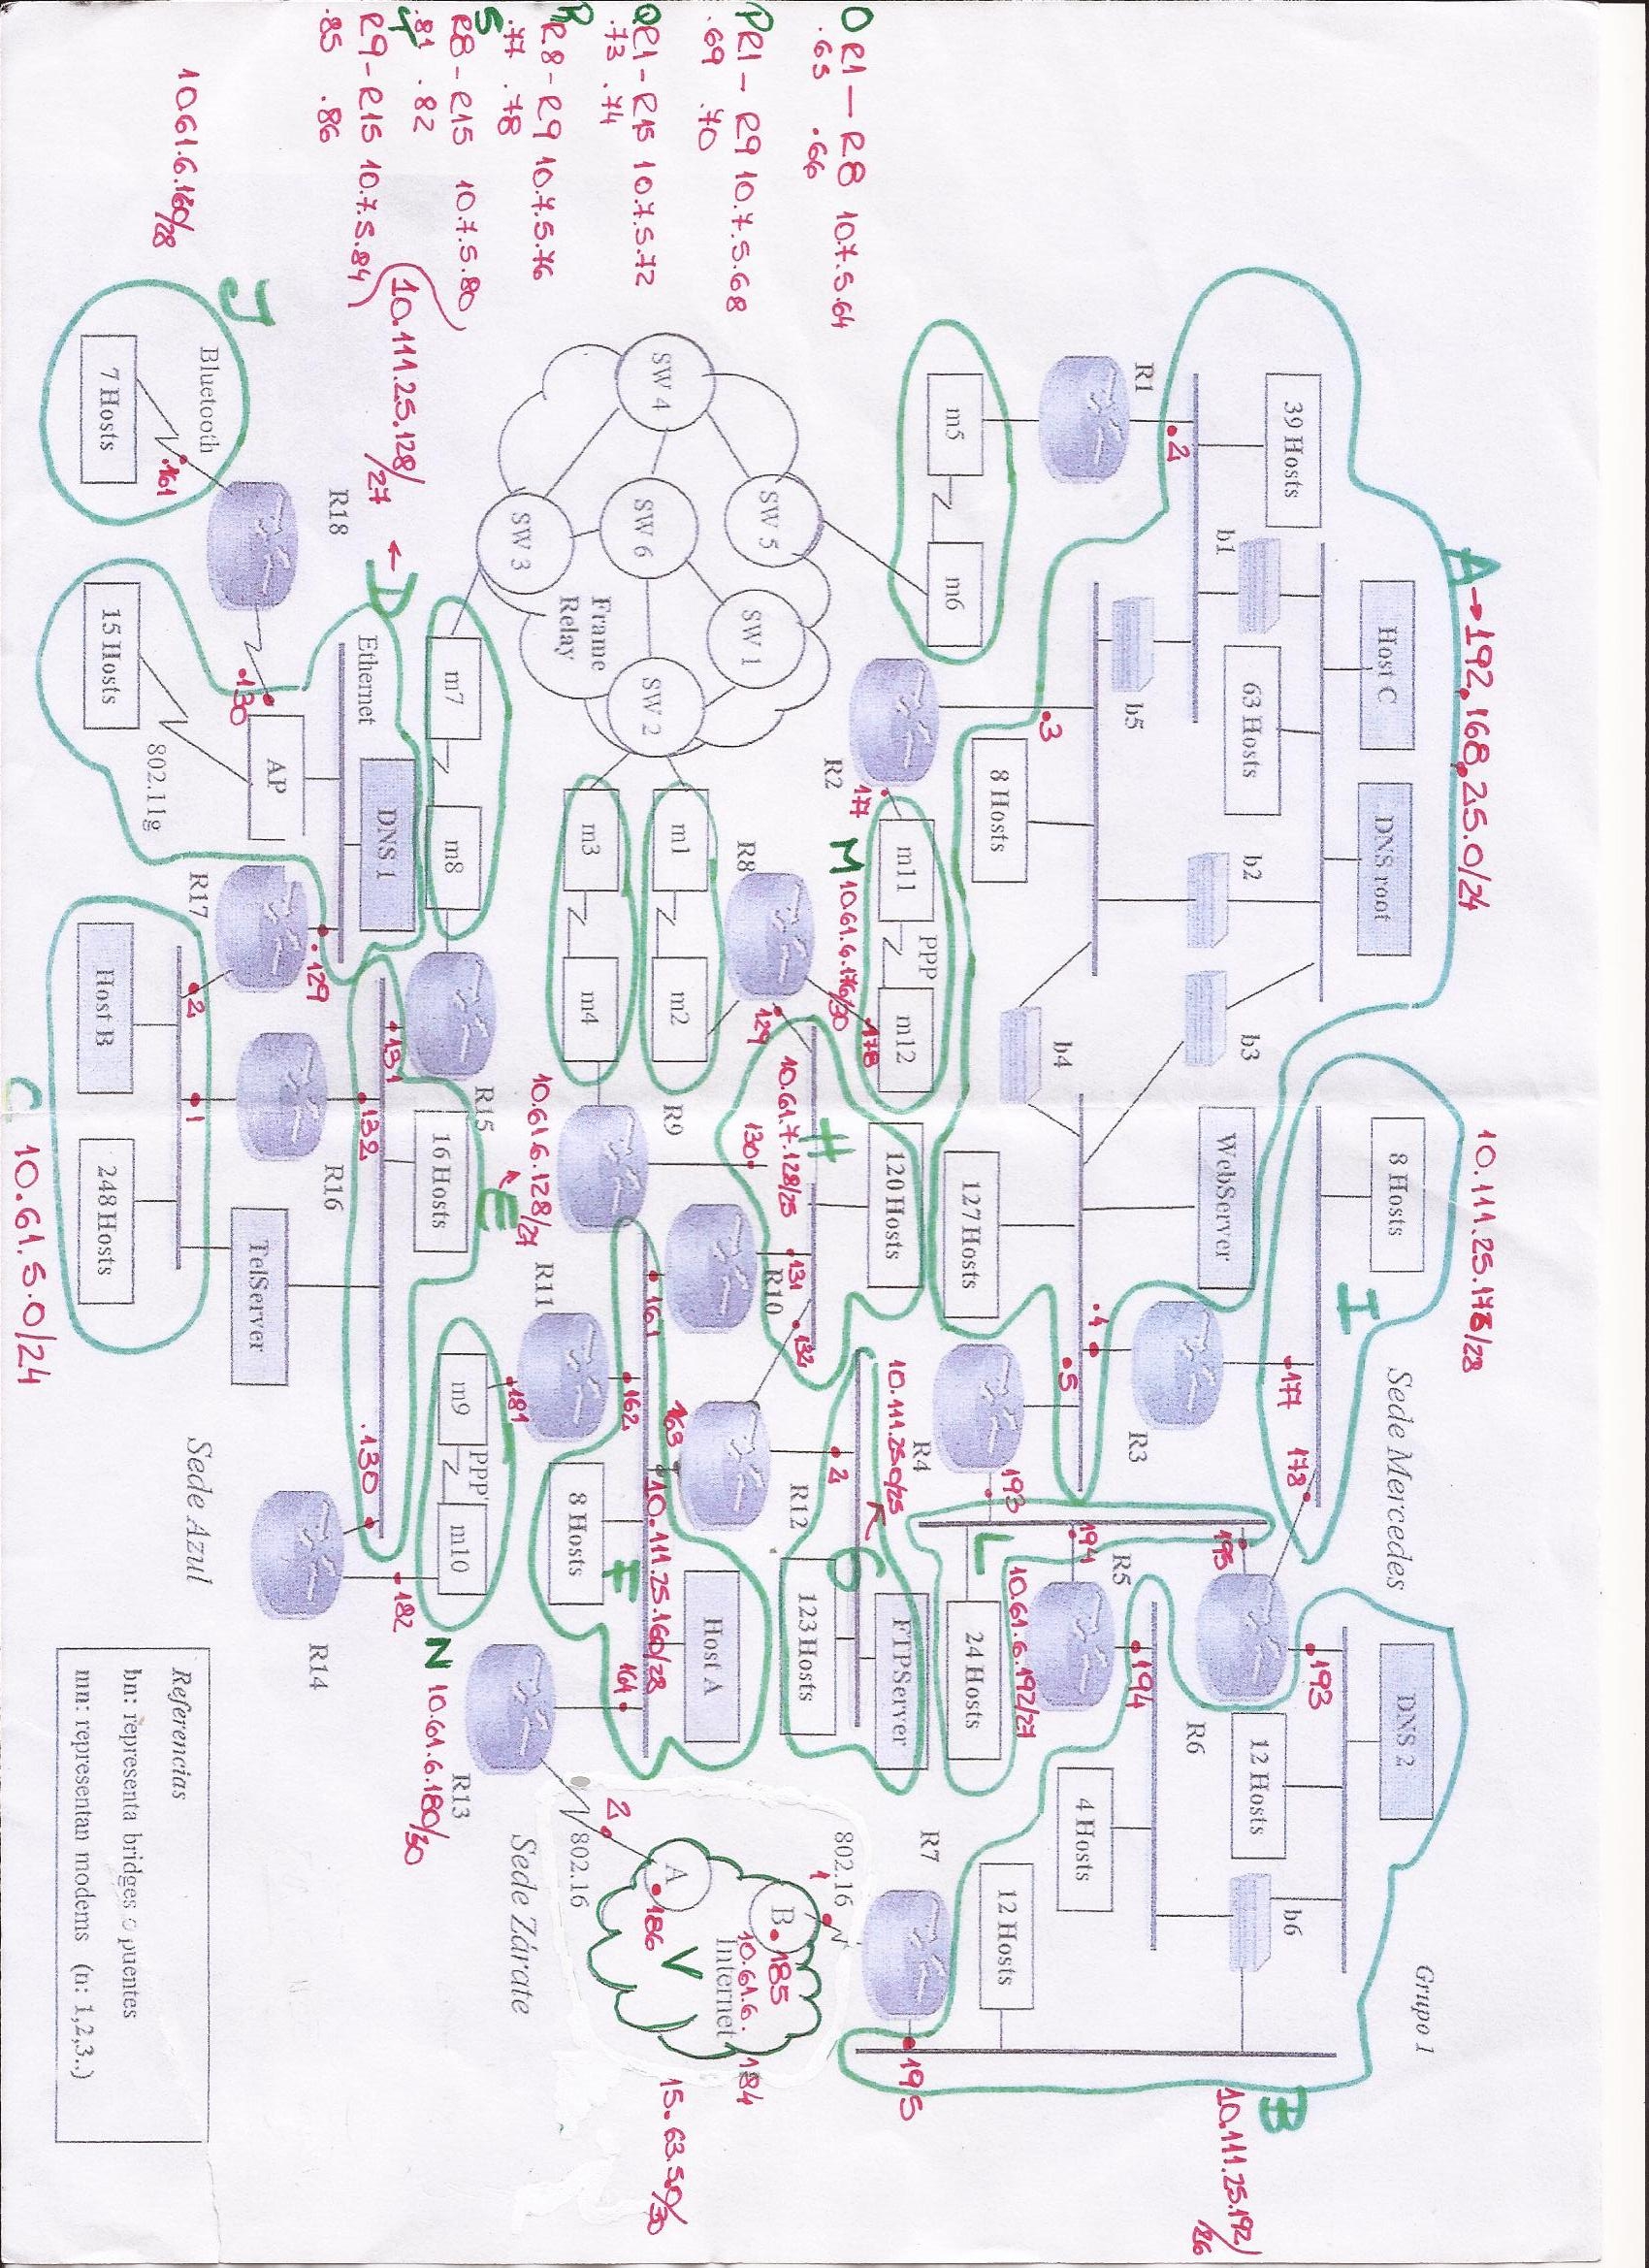 Grupo 1
A→192.168.25.0/24
10.111.25.176/28
Host C
DNS root
8 Hosts
I
Sede Mercedes
DNS 2
39 Hosts
b1
63 Hosts
b2
b3
WebServer
.177
178
193
12 Hosts
b6
B
10.111.25.192/26
R1
.2
b5
R3
195
R6
194
.3
8 Hosts
b4
127 Hosts
.4
.5
R4
193
194
R5
L
10.61.6.192/27
24 Hosts
4 Hosts
12 Hosts
R7
195
m5
m6
R2
177
m11
PPP
m12
178
M 10.61.6.176/30
120 Hosts
10.111.25.0/25
G
FTPServer
123 Hosts
O R1 — R8 10.7.5.64
.65 .66
P R1 — R9 10.7.5.68
.69 .70
Q R1 - R15 10.7.5.72
.73 .74
R R8 - R9 10.7.5.76
.77 .78
S R8 - R15 10.7.5.80
.81 .82
T R9 - R15 10.7.5.84
.85 .86
SW 4
SW 5
SW 6
SW 1
SW 3
SW 2
Frame
Relay
R8
129
H
10.61.7.128/25
130
131
132
R10
R12
2
m1
m2
m3
m4
R9
161
162
163
164
10.111.25.160/28
F
8 Hosts
Host A
802.16
1
B
.185
A
.186
V
Internet
10.61.6.184
15.63.5.0/30
2
802.16
R13
Sede Zárate
m7
m8
R15
E
10.61.6.128/27
R11
181
m9
PPP
m10
182
N 10.61.6.180/30
D
10.111.25.128/27
Ethernet
DNS 1
131
132
16 Hosts
.130
R14
J
10.61.6.160/28
Bluetooth
7 Hosts
.161
R18
.130
AP
15 Hosts
802.11g
R17
.129
R16
TelServer
Sede Azul
2
1
Host B
248 Hosts
C 10.61.5.0/24
Referencias
bn: representa bridges o puentes
mn: representan modems (n: 1,2,3..)